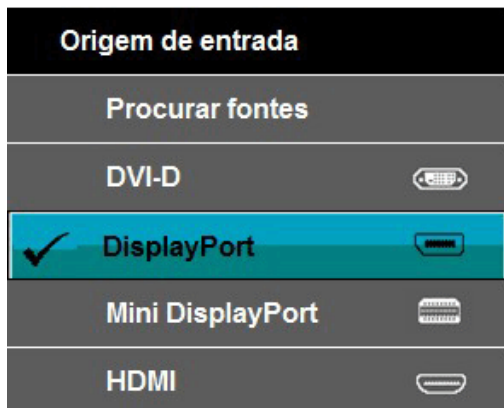 Origem de entrada
Procurar fontes
DVI-D
DisplayPort
Mini DisplayPort
HDMI